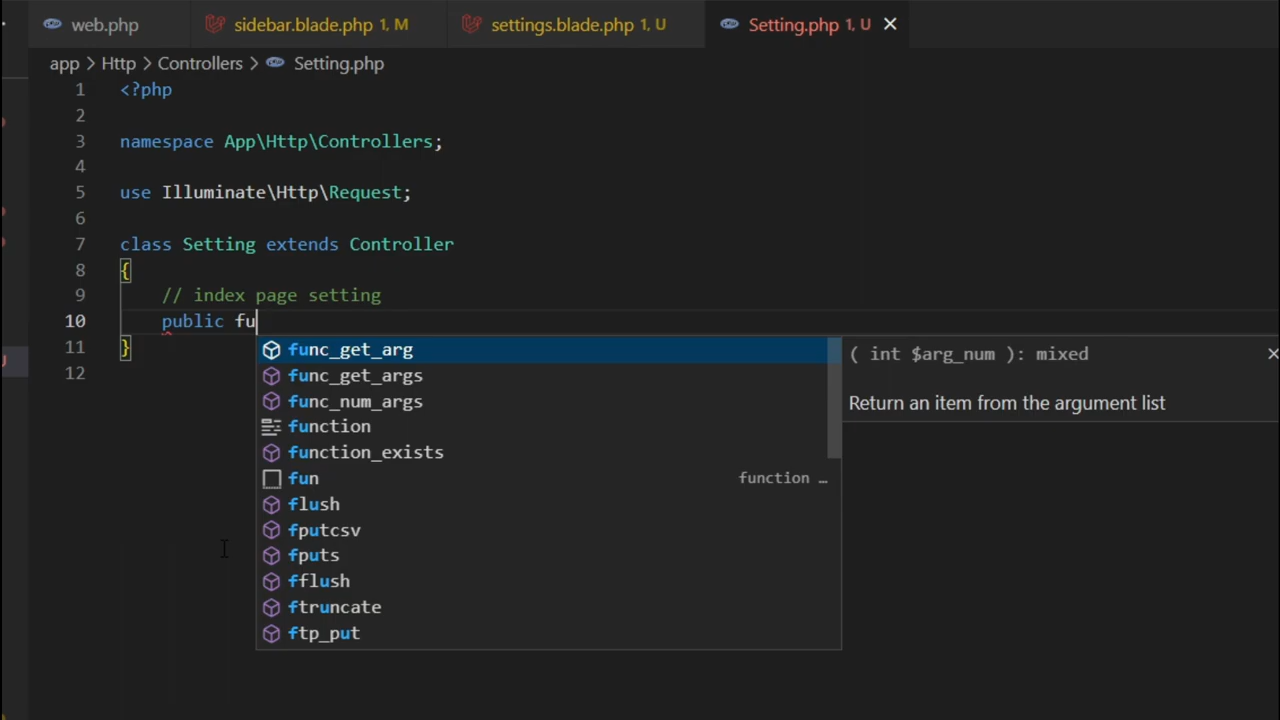 web.php sidebar.blade.php 1, M settings.blade.php 1, U Setting.php 1, U
app > Http > Controllers > Setting.php
1 <?php
2
3 namespace App\Http\Controllers;
4
5 use Illuminate\Http\Request;
6
7 class Setting extends Controller
8 {
9 // index page setting
10 public fu
11 }
12
func_get_arg
func_get_args
func_num_args
function
function_exists
fun function …
flush
fputcsv
fputs
fflush
ftruncate
ftp_put
( int $arg_num ): mixed
Return an item from the argument list